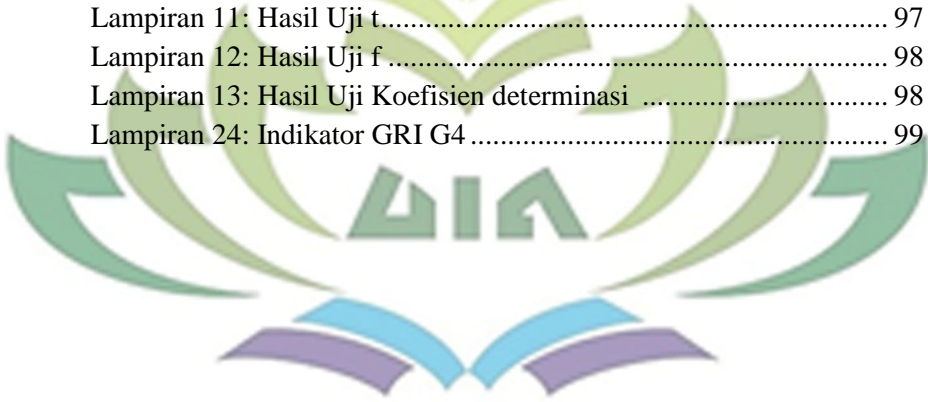 Lampiran 11: Hasil Uji t.................................................................... 97
Lampiran 12: Hasil Uji f ................................................................... 98
Lampiran 13: Hasil Uji Koefisien determinasi ................................. 98
Lampiran 24: Indikator GRI G4 ........................................................ 99
UIN